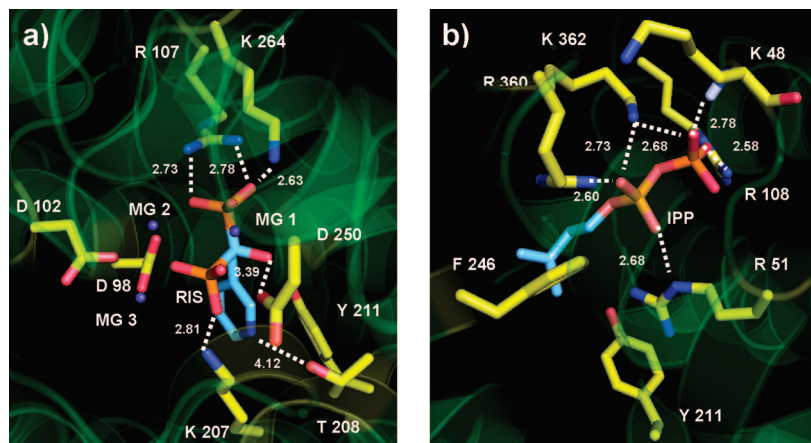 a)
R 107
K 264
2.73
2.78
2.63
D 102
MG 2
MG 1
D 250
D 98
RIS
3.39
Y 211
MG 3
2.81
4.12
K 207
T 208
b)
K 362
K 48
R 360
2.73
2.68
2.78
2.58
2.60
R 108
IPP
F 246
2.68
R 51
Y 211